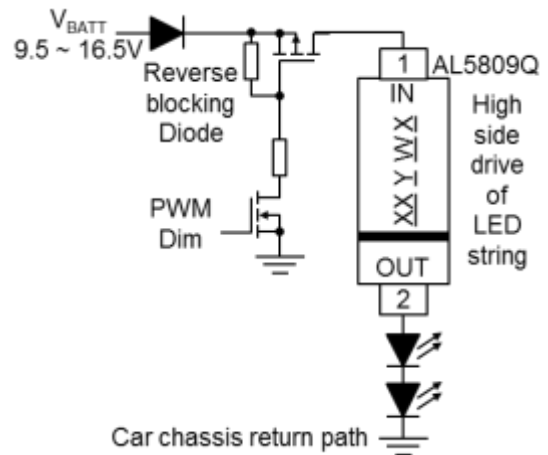 VBATT
9.5 ~ 16.5V
Reverse
blocking
Diode
PWM
Dim
1
AL5809Q
IN
XX Y W X
OUT
2
High
side
drive
of
LED
string
Car chassis return path